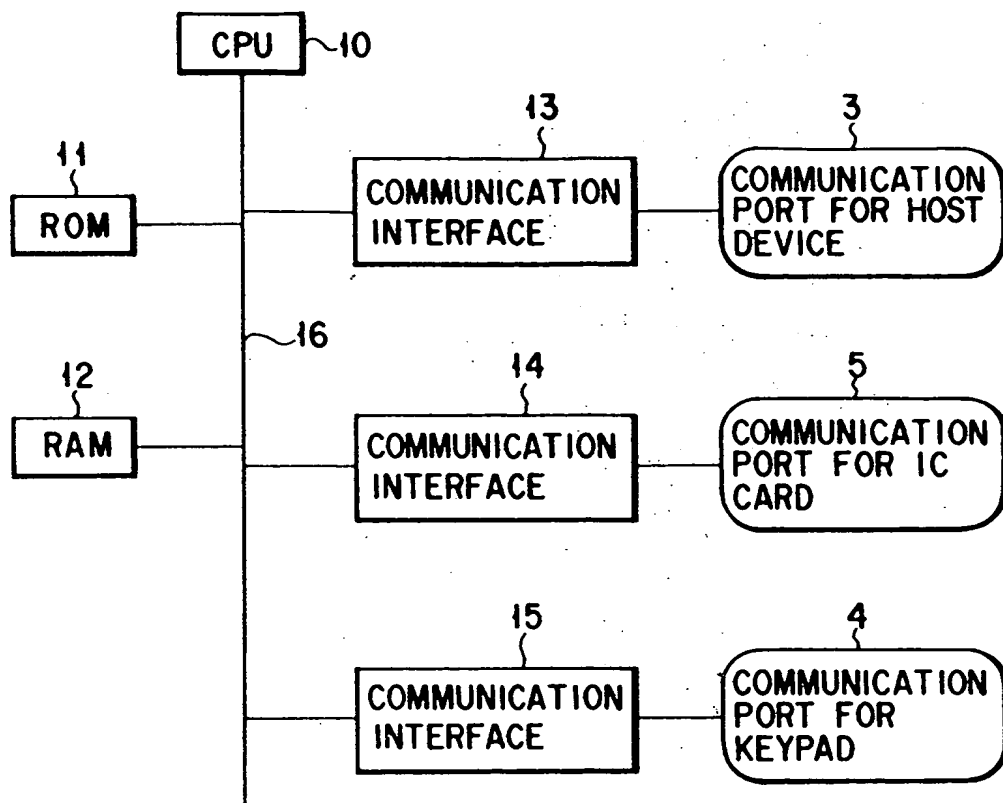 CPU
10
13
3
11
COMMUNICATION
INTERFACE
COMMUNICATION
PORT FOR HOST
DEVICE
ROM
16
12
14
5
RAM
COMMUNICATION
INTERFACE
COMMUNICATION
PORT FOR IC
CARD
15
4
COMMUNICATION
INTERFACE
COMMUNICATION
PORT FOR
KEYPAD